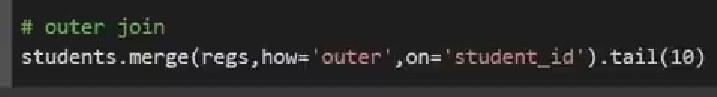 # outer join
students.merge(regs,how='outer',on='student_id').tail(10)